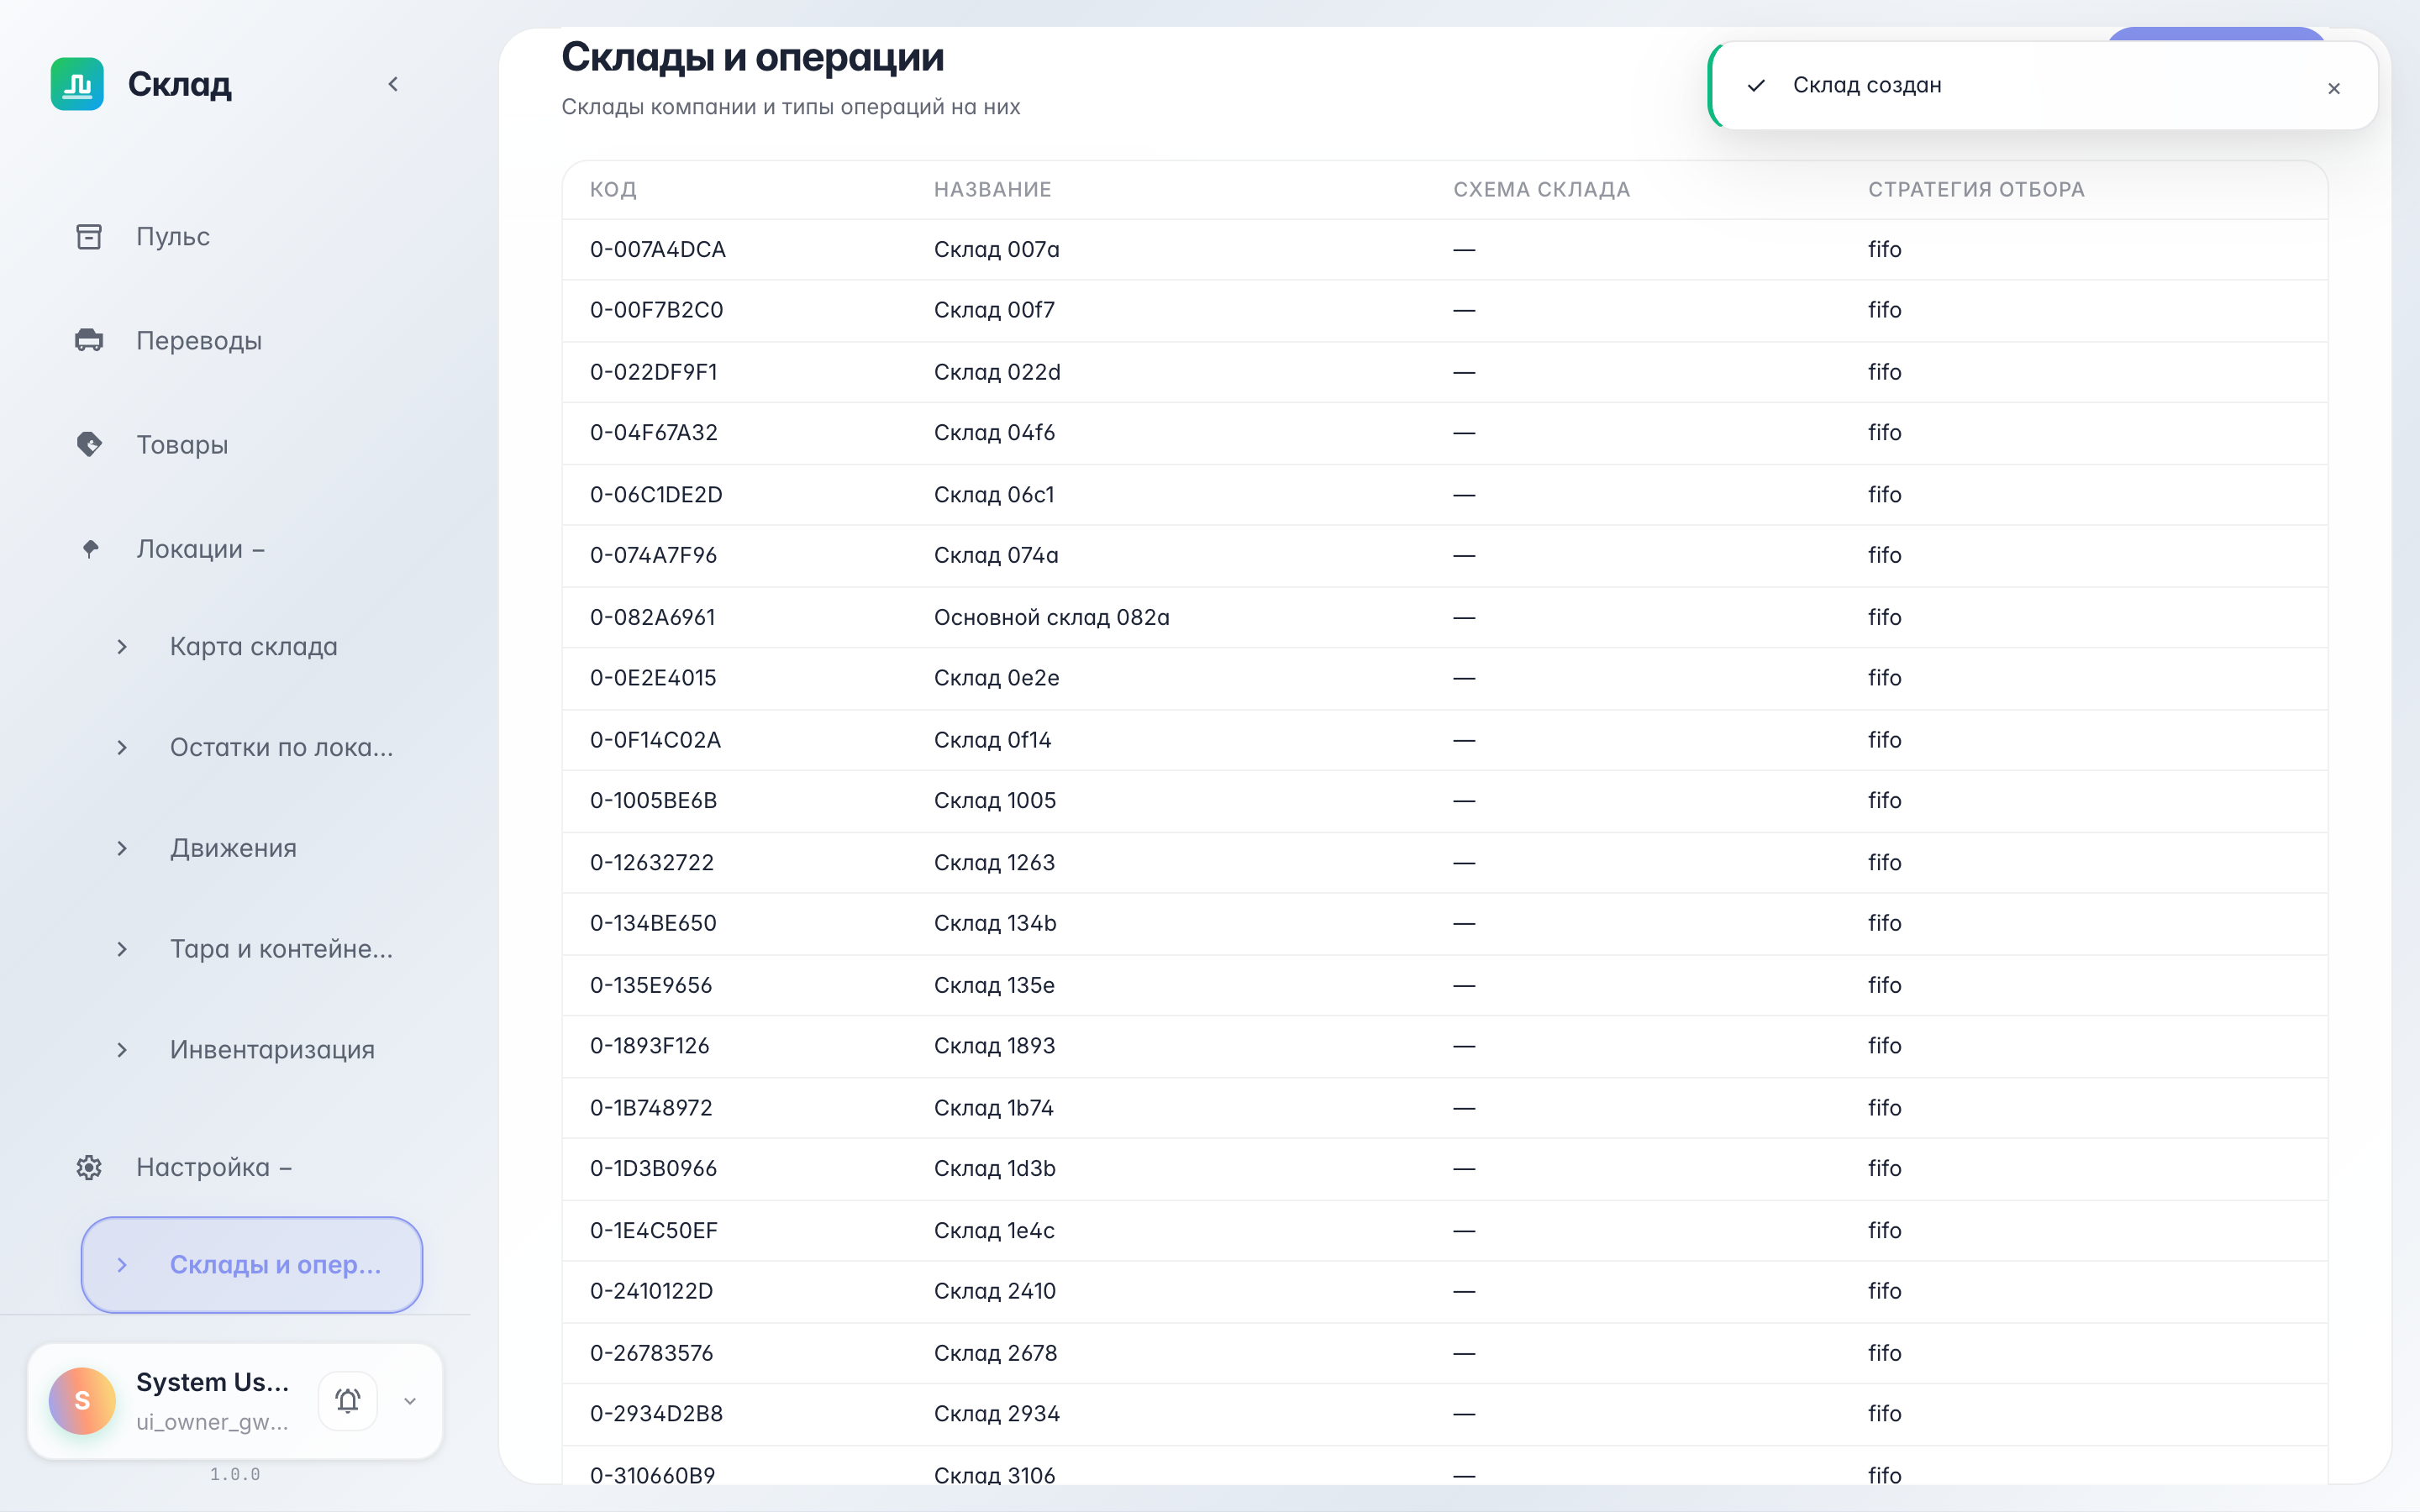 Склад
Пульс
Переводы
Товары
Локации –
Карта склада
Остатки по лока...
Движения
Тара и контейне...
Инвентаризация
Настройка –
Склады и опер...
S
System Us...
ui_owner_gw...
1.0.0
Склады и операции
Склады компании и типы операций на них
Склад создан
КОД НАЗВАНИЕ СХЕМА СКЛАДА СТРАТЕГИЯ ОТБОРА
0-007A4DCA Склад 007a — fifo
0-00F7B2C0 Склад 00f7 — fifo
0-022DF9F1 Склад 022d — fifo
0-04F67A32 Склад 04f6 — fifo
0-06C1DE2D Склад 06c1 — fifo
0-074A7F96 Склад 074a — fifo
0-082A6961 Основной склад 082a — fifo
0-0E2E4015 Склад 0e2e — fifo
0-0F14C02A Склад 0f14 — fifo
0-1005BE6B Склад 1005 — fifo
0-12632722 Склад 1263 — fifo
0-134BE650 Склад 134b — fifo
0-135E9656 Склад 135e — fifo
0-1893F126 Склад 1893 — fifo
0-1B748972 Склад 1b74 — fifo
0-1D3B0966 Склад 1d3b — fifo
0-1E4C50EF Склад 1e4c — fifo
0-2410122D Склад 2410 — fifo
0-26783576 Склад 2678 — fifo
0-2934D2B8 Склад 2934 — fifo
0-310660B9 Склад 3106 — fifo